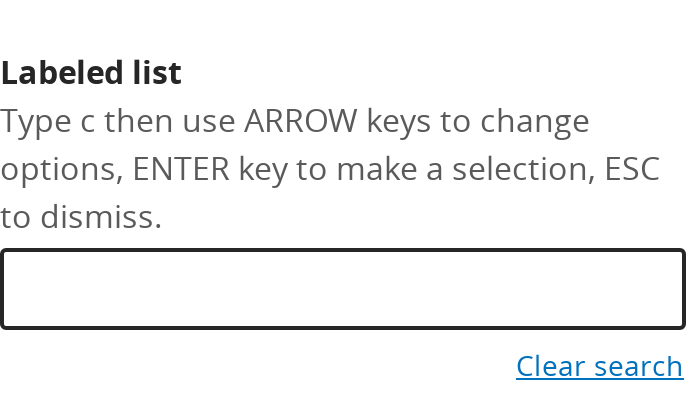 Labeled list
Type c then use ARROW keys to change
options, ENTER key to make a selection, ESC
to dismiss.
Clear search